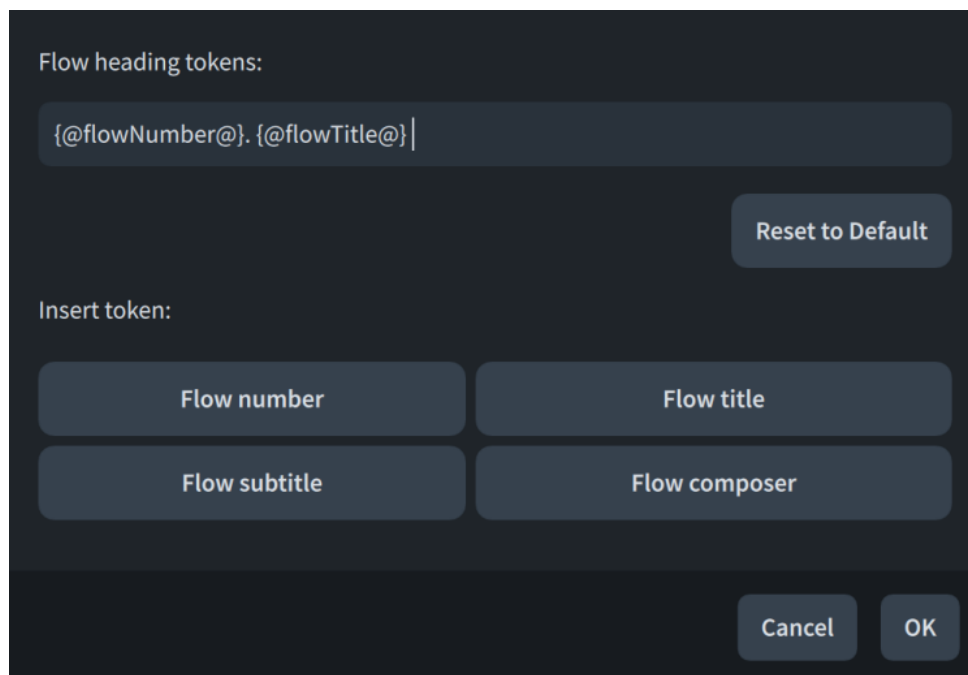 Flow heading tokens:
{@flowNumber@}. {@flowTitle@}
Reset to Default
Insert token:
Flow number
Flow title
Flow subtitle
Flow composer
Cancel
OK